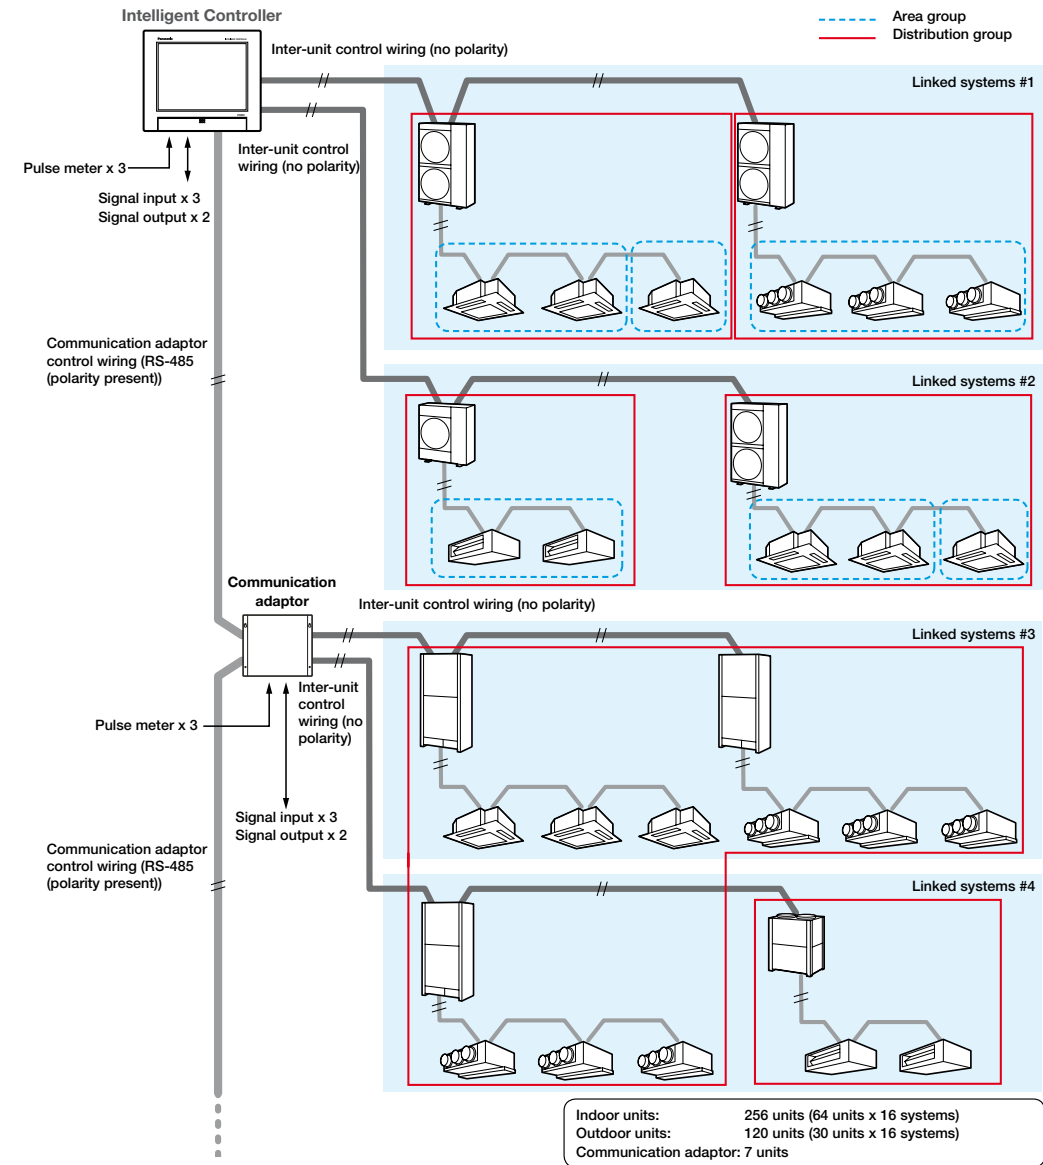 Intelligent Controller
Area group
Distribution group
Panasonic
Inter-unit control wiring (no polarity)
Linked systems #1
Inter-unit control
wiring (no polarity)
Pulse meter x 3
Signal input x 3
Signal output x 2
Communication adaptor
control wiring (RS-485
(polarity present))
Linked systems #2
Communication
adaptor
Inter-unit control wiring (no polarity)
Linked systems #3
Inter-unit
control
wiring (no
polarity)
Pulse meter x 3
Signal input x 3
Signal output x 2
Communication adaptor
control wiring (RS-485
(polarity present))
Linked systems #4
Indoor units: 256 units (64 units x 16 systems)
Outdoor units: 120 units (30 units x 16 systems)
Communication adaptor: 7 units